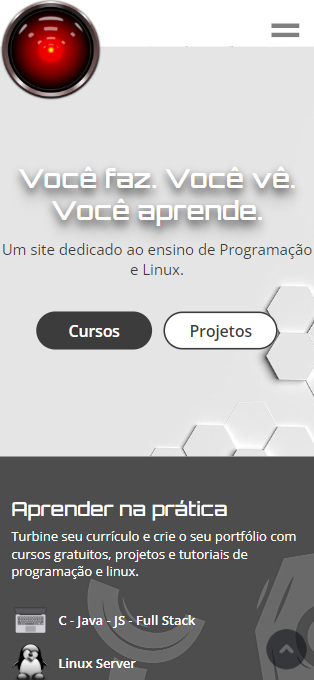 Você faz. Você vê.
Você aprende.
Um site dedicado ao ensino de Programação
e Linux.
Cursos
Projetos
Aprender na prática
Turbine seu currículo e crie o seu portfólio com
cursos gratuitos, projetos e tutoriais de
programação e linux.
C - Java - JS - Full Stack
Linux Server